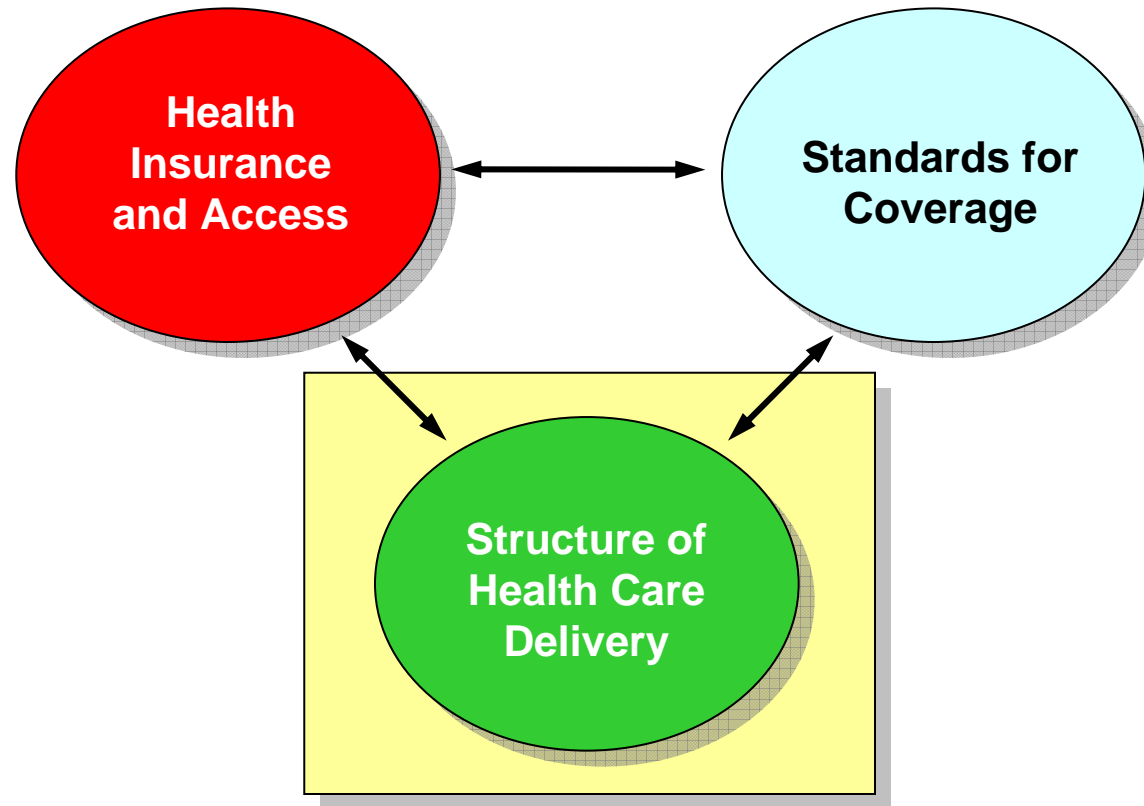 Health
Insurance
and Access
Standards for
Coverage
Structure of
Health Care
Delivery